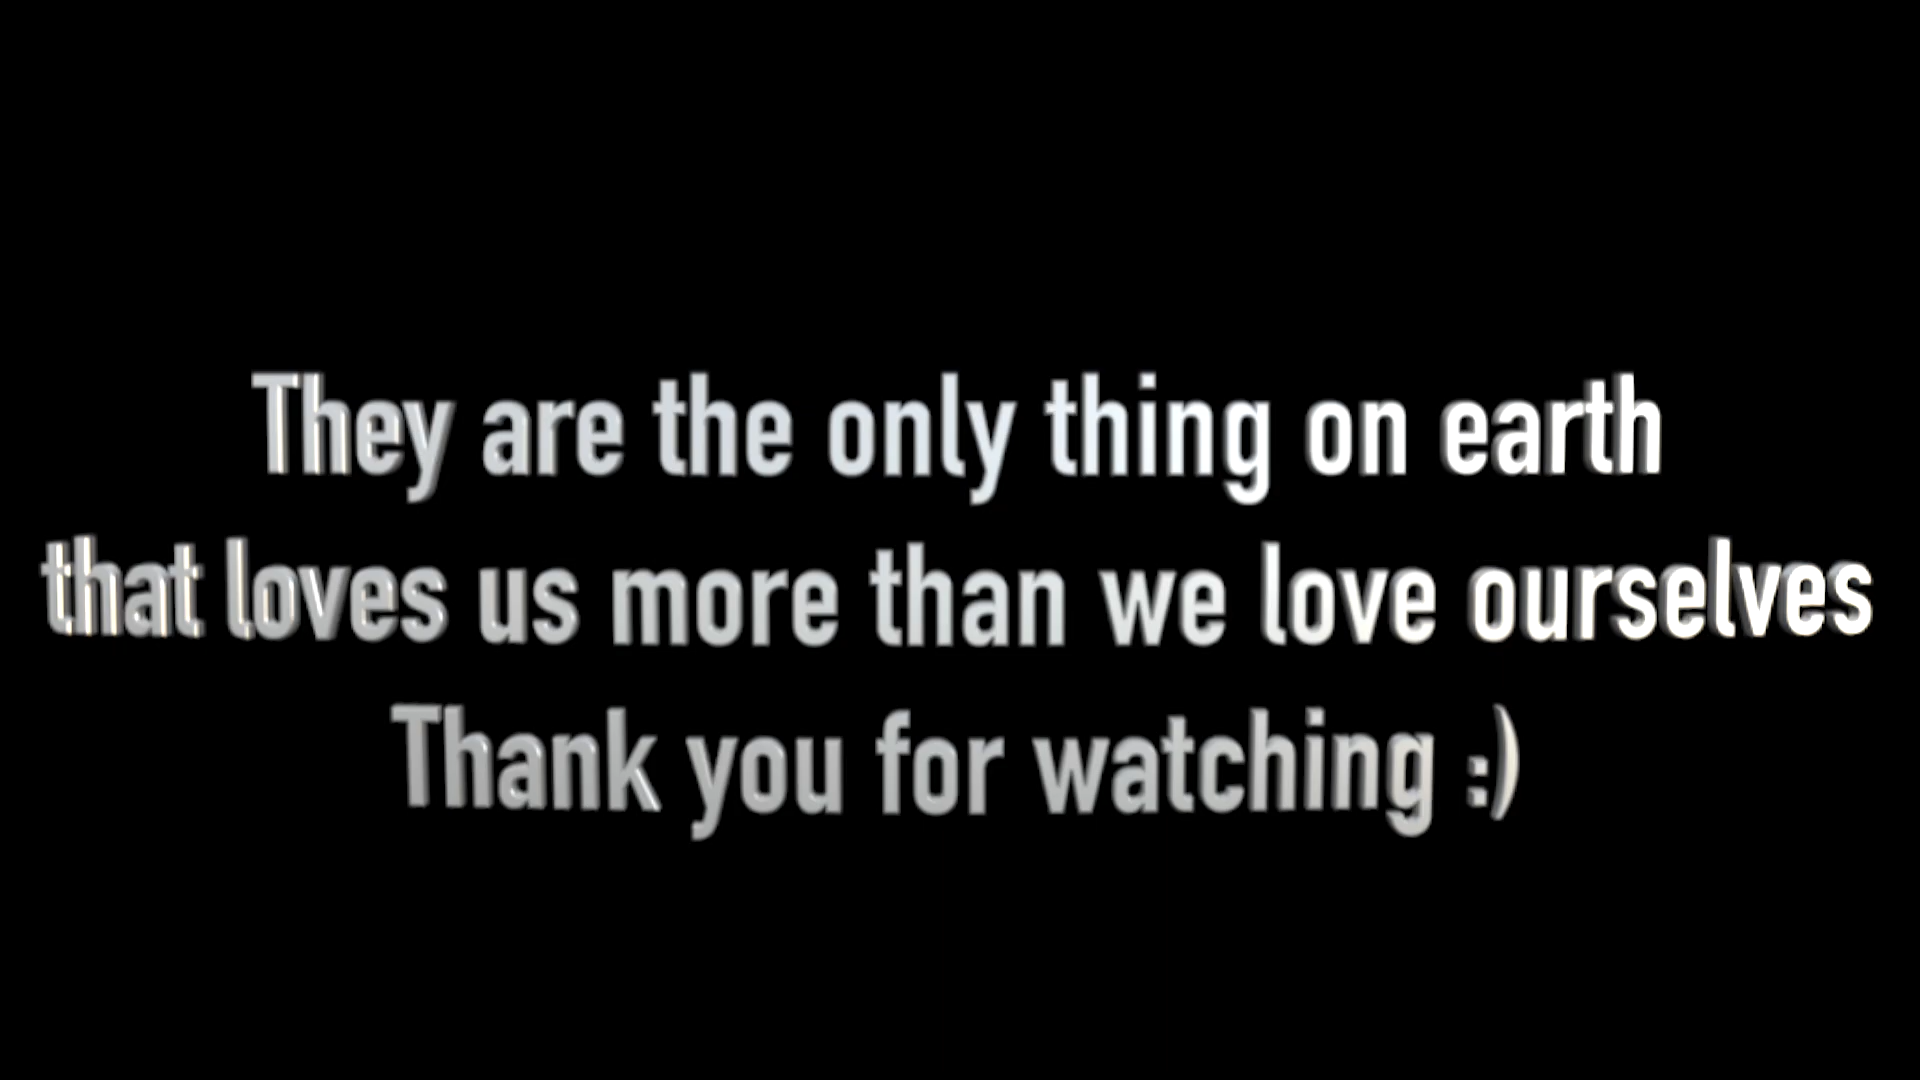 They are the only thing on earth
that loves us more than we love ourselves
Thank you for watching :)